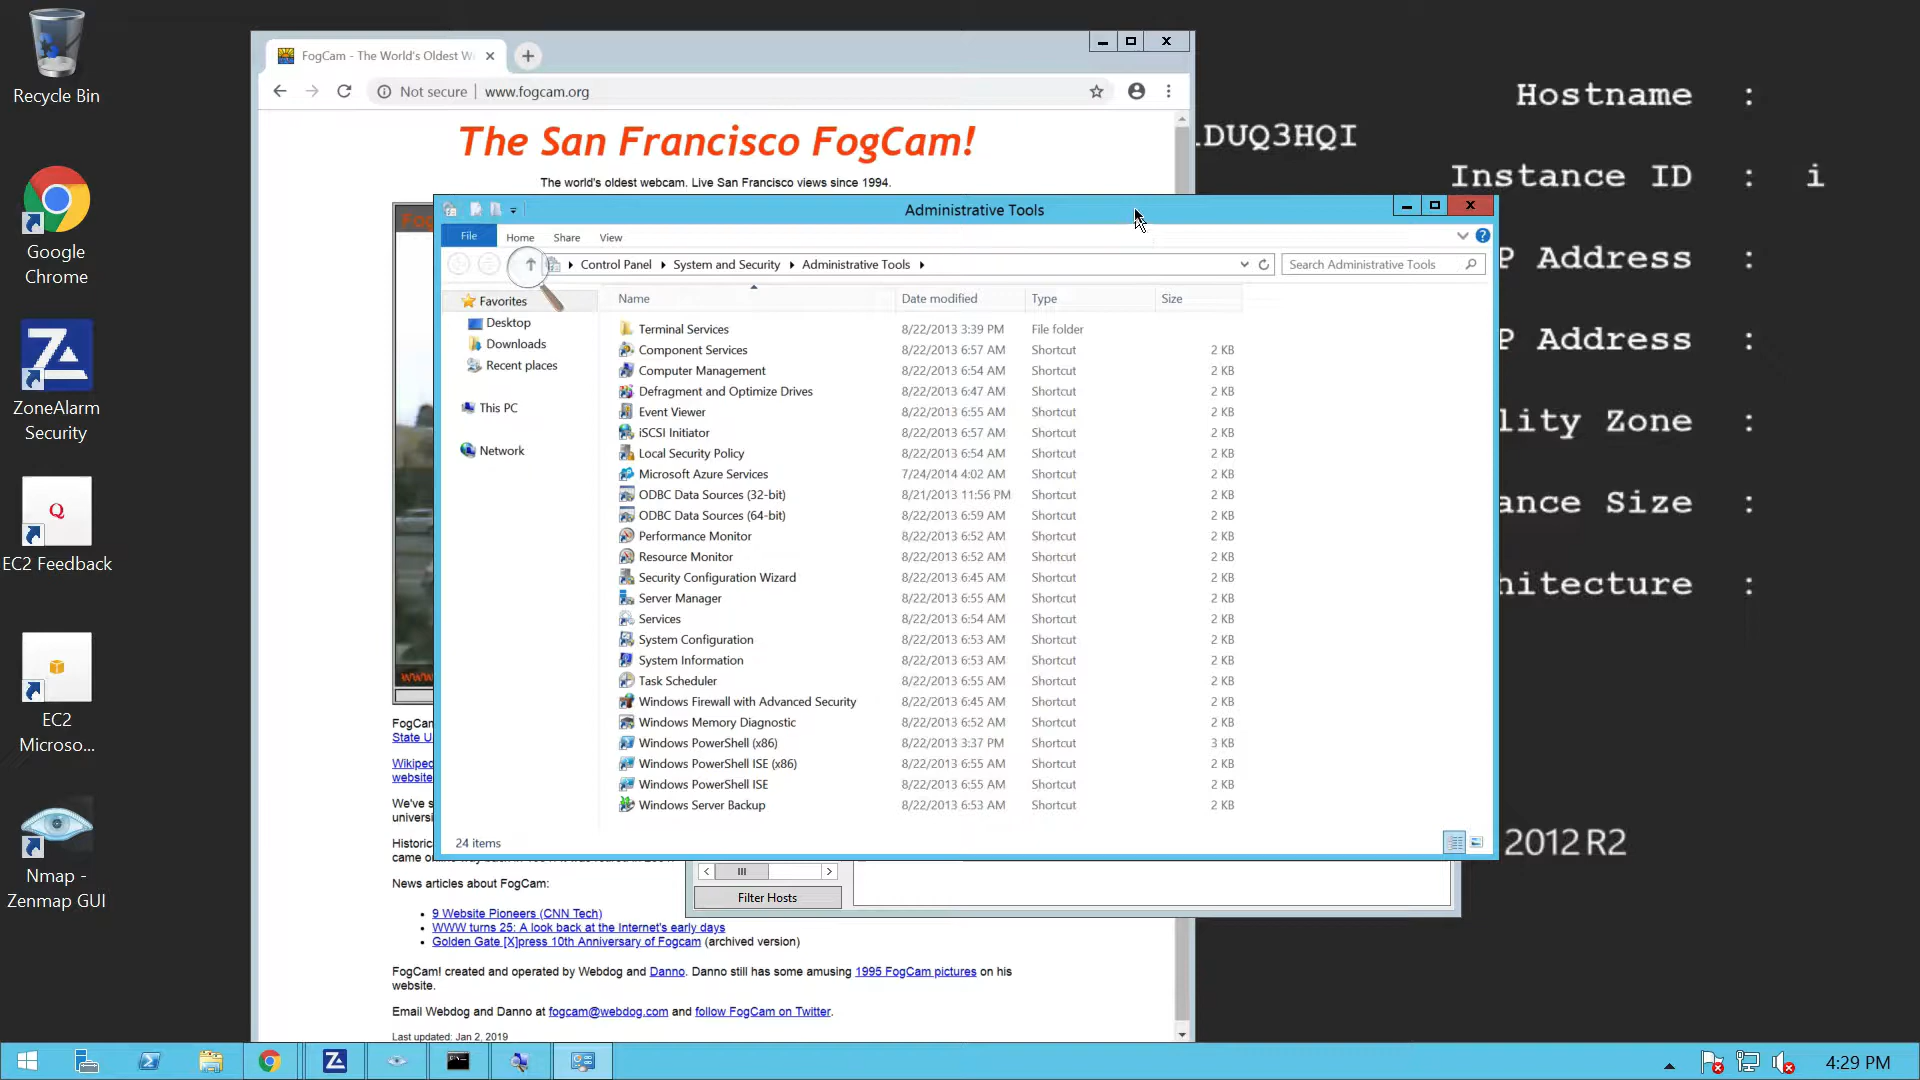 Recycle Bin
Google
Chrome
ZoneAlarm
Security
Q
EC2 Feedback
EC2
Microso...
Nmap -
Zenmap GUI
FogCam - The World's Oldest W
Not secure | www.fogcam.org
The San Francisco FogCam!
The world's oldest webcam. Live San Francisco views since 1994.
Hostname :
DUQ3HQI
Instance ID : i
P Address :
P Address :
lity Zone :
ance Size :
hitecture :
2012 R2
Administrative Tools
File Home Share View
Control Panel System and Security Administrative Tools
Search Administrative Tools
Favorites
Desktop
Downloads
Recent places
This PC
Network
Name Date modified Type Size
Terminal Services 8/22/2013 3:39 PM File folder
Component Services 8/22/2013 6:57 AM Shortcut 2 KB
Computer Management 8/22/2013 6:54 AM Shortcut 2 KB
Defragment and Optimize Drives 8/22/2013 6:47 AM Shortcut 2 KB
Event Viewer 8/22/2013 6:55 AM Shortcut 2 KB
iSCSI Initiator 8/22/2013 6:57 AM Shortcut 2 KB
Local Security Policy 8/22/2013 6:54 AM Shortcut 2 KB
Microsoft Azure Services 7/24/2014 4:02 AM Shortcut 2 KB
ODBC Data Sources (32-bit) 8/21/2013 11:56 PM Shortcut 2 KB
ODBC Data Sources (64-bit) 8/22/2013 6:59 AM Shortcut 2 KB
Performance Monitor 8/22/2013 6:52 AM Shortcut 2 KB
Resource Monitor 8/22/2013 6:52 AM Shortcut 2 KB
Security Configuration Wizard 8/22/2013 6:45 AM Shortcut 2 KB
Server Manager 8/22/2013 6:55 AM Shortcut 2 KB
Services 8/22/2013 6:54 AM Shortcut 2 KB
System Configuration 8/22/2013 6:53 AM Shortcut 2 KB
System Information 8/22/2013 6:53 AM Shortcut 2 KB
Task Scheduler 8/22/2013 6:55 AM Shortcut 2 KB
Windows Firewall with Advanced Security 8/22/2013 6:45 AM Shortcut 2 KB
Windows Memory Diagnostic 8/22/2013 6:52 AM Shortcut 2 KB
Windows PowerShell (x86) 8/22/2013 3:37 PM Shortcut 3 KB
Windows PowerShell ISE (x86) 8/22/2013 6:55 AM Shortcut 2 KB
Windows PowerShell ISE 8/22/2013 6:55 AM Shortcut 2 KB
Windows Server Backup 8/22/2013 6:53 AM Shortcut 2 KB
24 items
Filter Hosts
FogCam
State U
Wikiped
website
We've s
univers
Historic
News articles about FogCam:
9 Website Pioneers (CNN Tech)
WWW turns 25: A look back at the Internet's early days
Golden Gate [X]press 10th Anniversary of Fogcam (archived version)
FogCam! created and operated by Webdog and Danno. Danno still has some amusing 1995 FogCam pictures on his
website.
Email Webdog and Danno at fogcam@webdog.com and follow FogCam on Twitter.
Last updated: Jan 2, 2019
4:29 PM